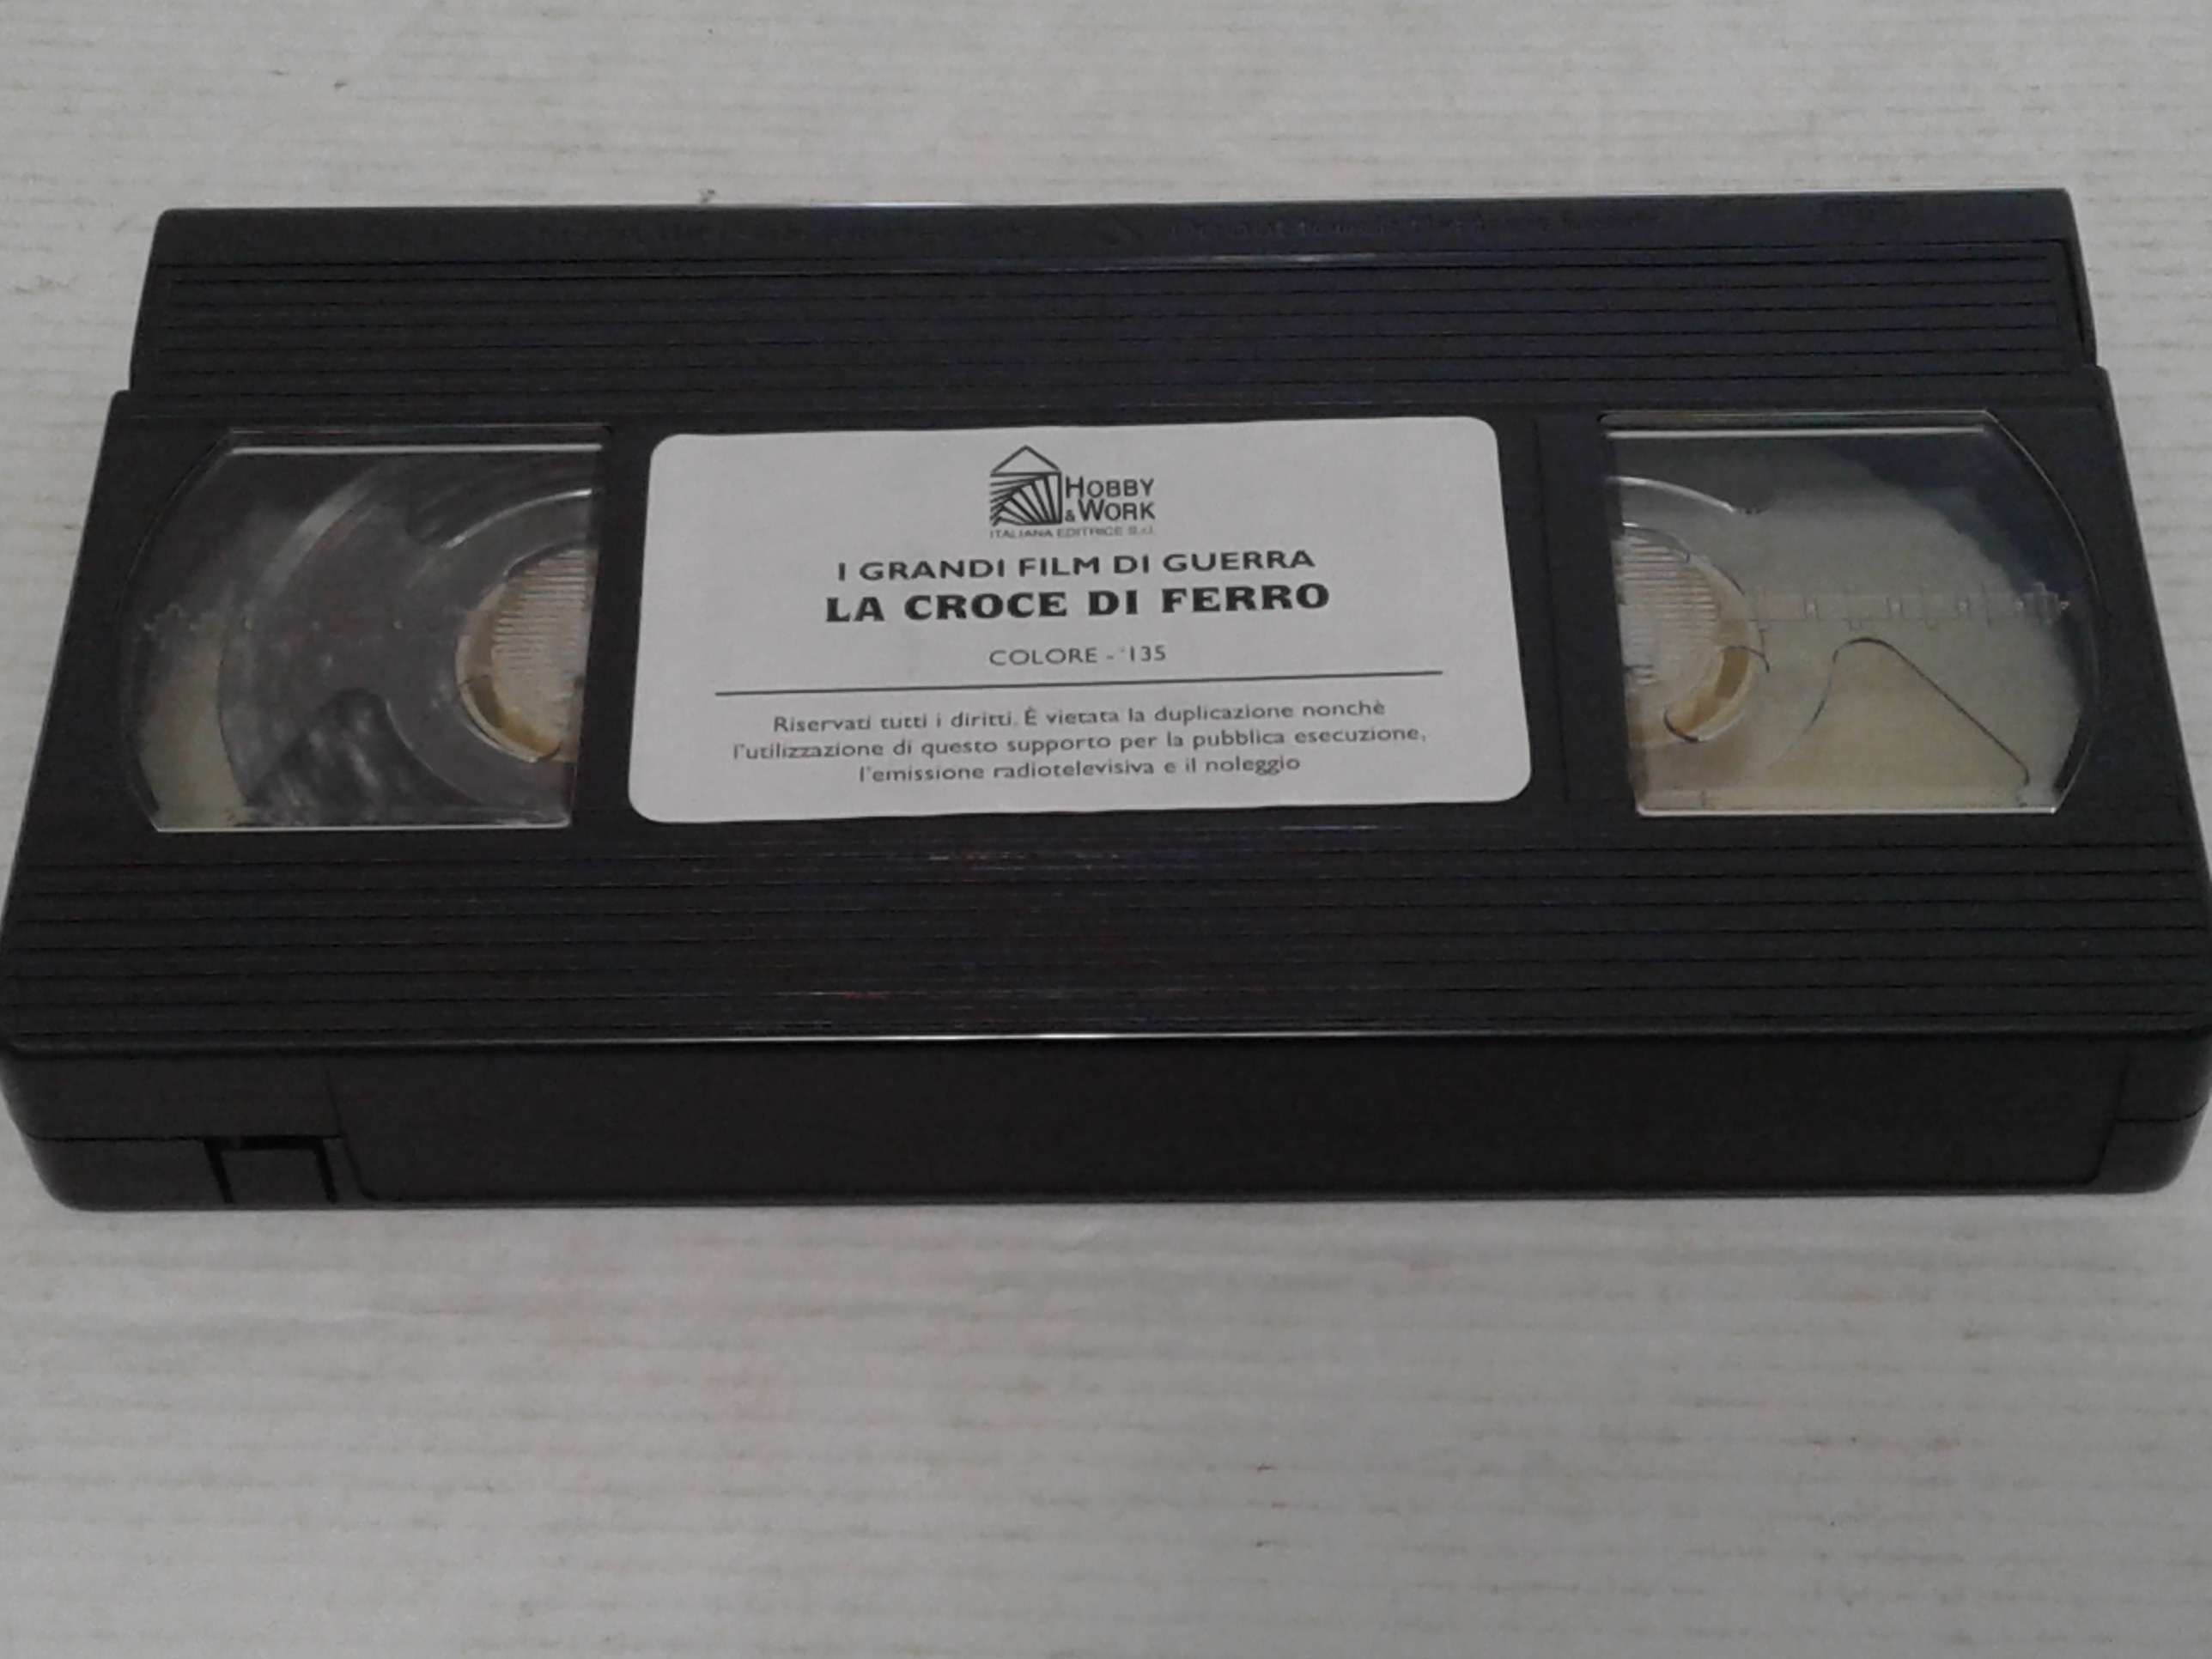 HOBBY
& WORK
ITALIANA EDITRICE S.r.l.
I GRANDI FILM DI GUERRA
LA CROCE DI FERRO
COLORE - '135
Riservati tutti i diritti. È vietata la duplicazione nonchè
l'utilizzazione di questo supporto per la pubblica esecuzione,
l'emissione radiotelevisiva e il noleggio